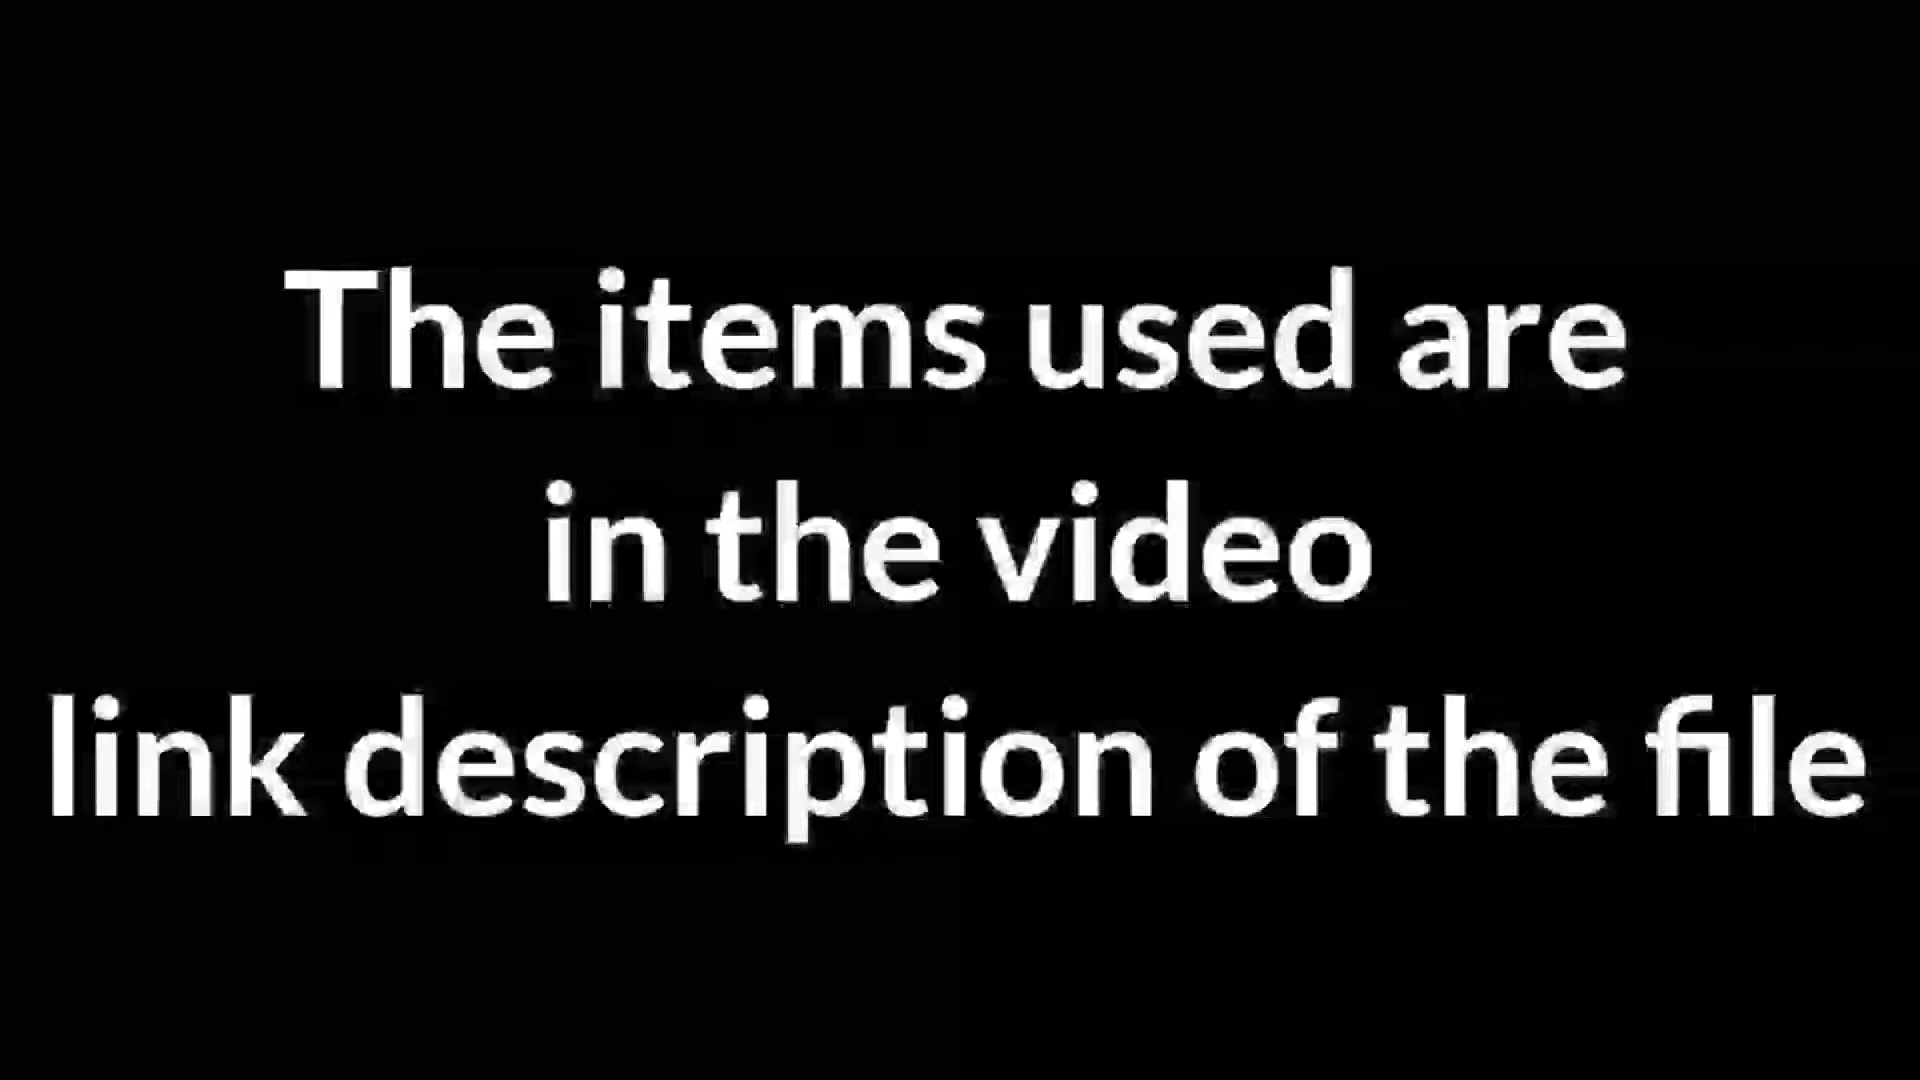 The items used are
in the video
link description of the file